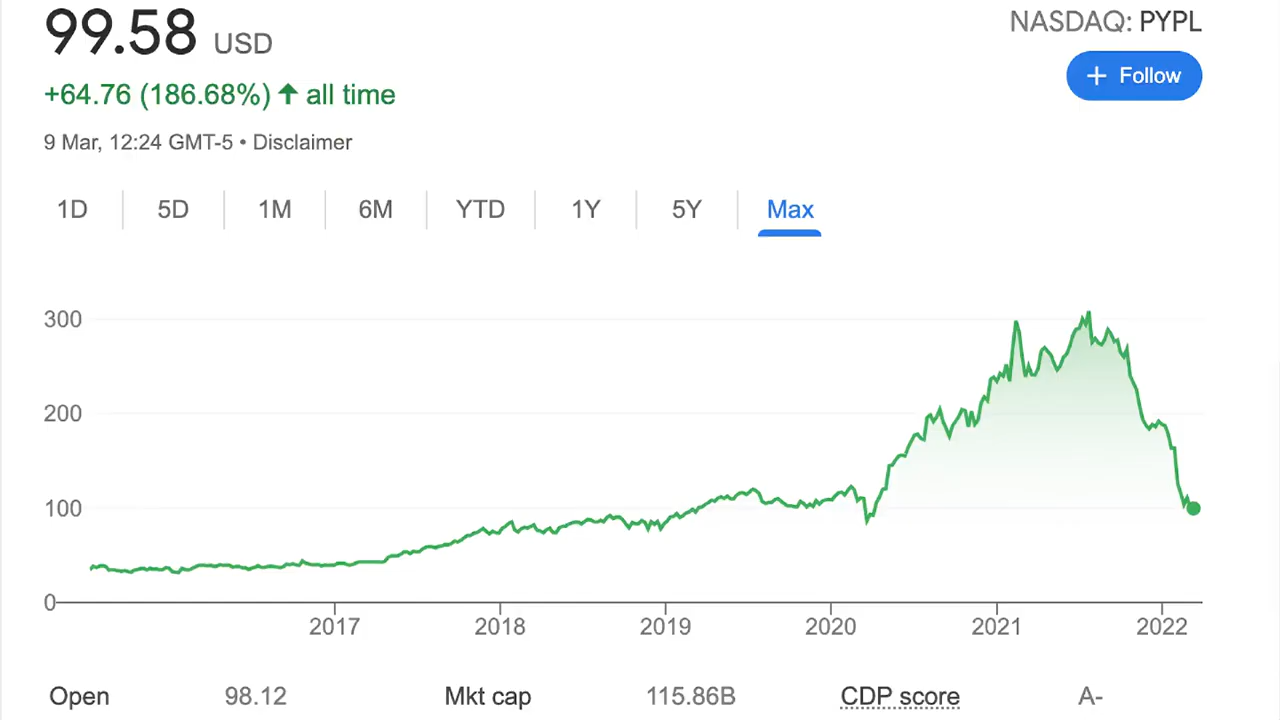 99.58 USD
NASDAQ: PYPL
+ Follow
+64.76 (186.68%) ↑ all time
9 Mar, 12:24 GMT-5 • Disclaimer
1D 5D 1M 6M YTD 1Y 5Y Max
300
200
100
0
2017 2018 2019 2020 2021 2022
Open 98.12 Mkt cap 115.86B CDP score A-